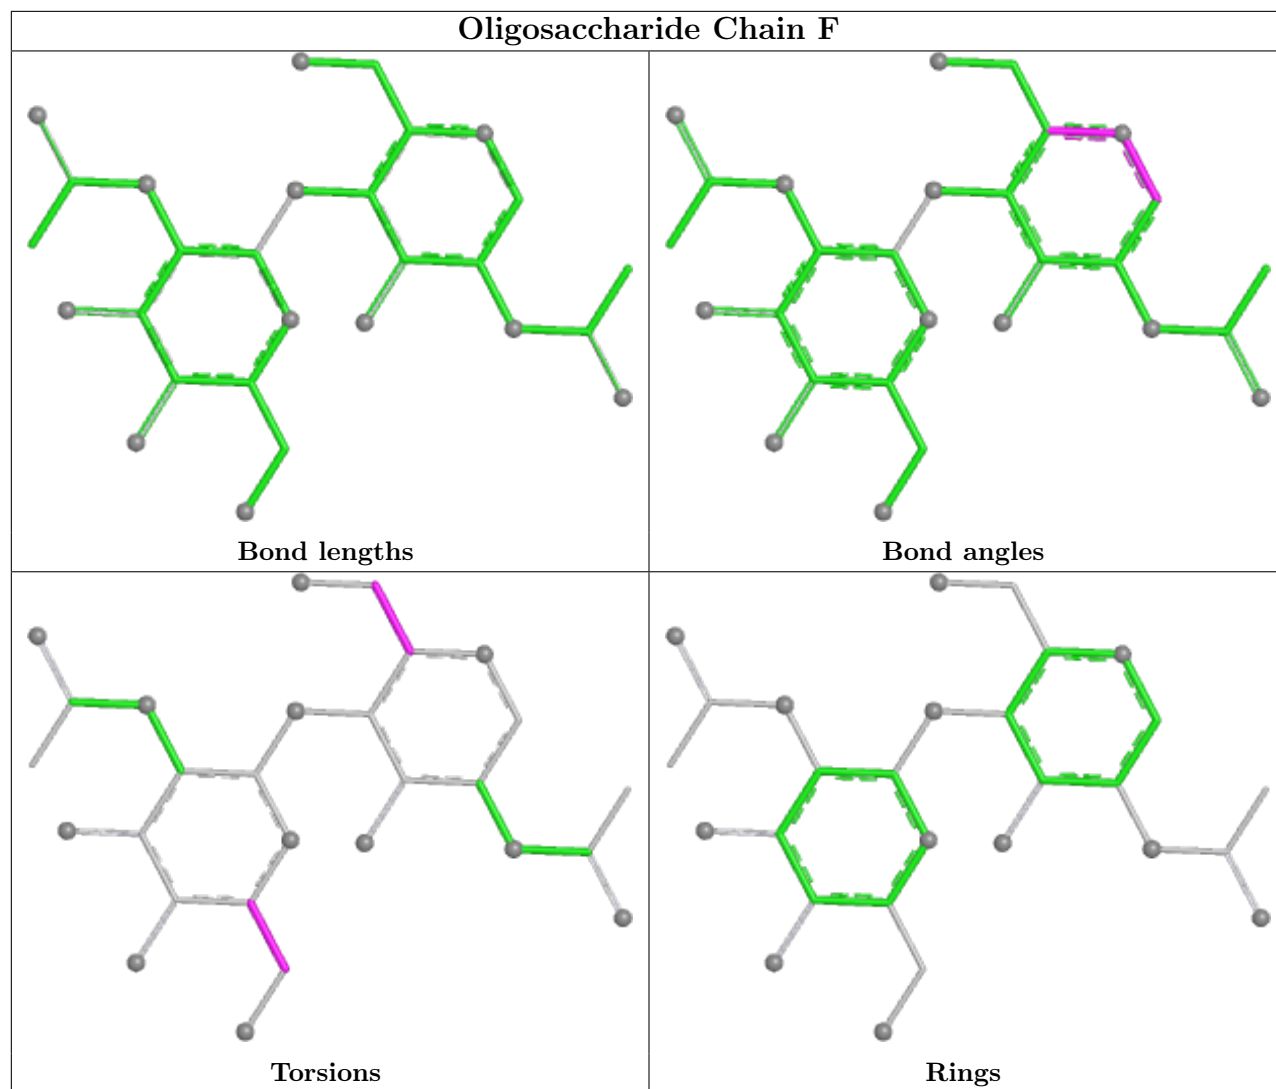 Oligosaccharide Chain F
Bond lengths
Bond angles
Torsions
Rings